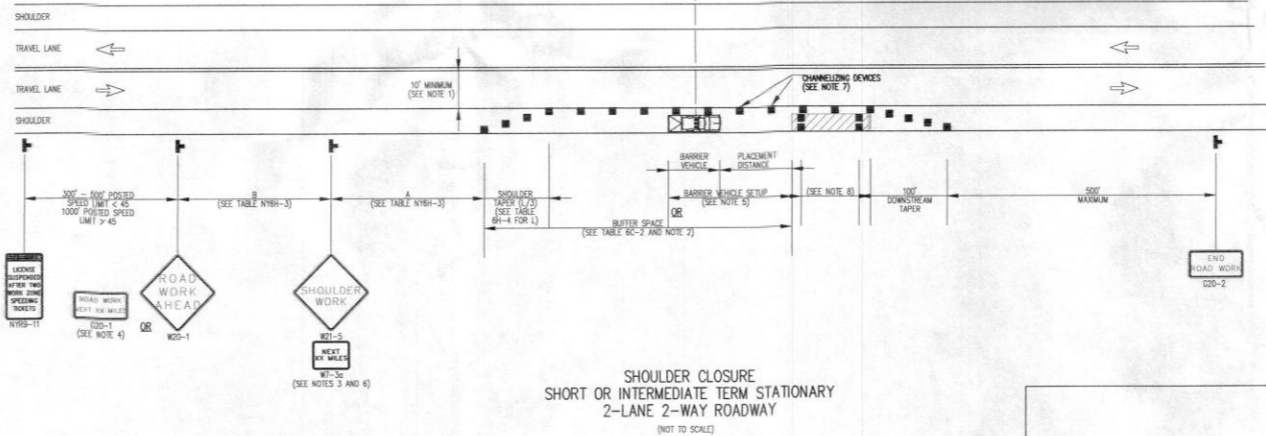 SHOULDER
TRAVEL LANE
TRAVEL LANE
SHOULDER
10' MINIMUM
(SEE NOTE 1)
CHANNELIZING DEVICES
(SEE NOTE 7)
300' - 500' POSTED
SPEED LIMIT < 45
1000' POSTED SPEED
LIMIT > 45
B
(SEE TABLE NY6H-3)
A
(SEE TABLE NY6H-3)
SHOULDER
TAPER (L/3)
(SEE TABLE
6H-4 FOR L)
BARRIER
VEHICLE
PLACEMENT
DISTANCE
BARRIER VEHICLE SETUP
(SEE NOTE 5)
OR
BUFFER SPACE
(SEE TABLE 6C-2 AND NOTE 2)
(SEE NOTE 8)
100'
DOWNSTREAM
TAPER
500'
MAXIMUM
LICENSE
SUSPENDED
AFTER TWO
WORK ZONE
SPEEDING
TICKETS
NYR9-11
ROAD WORK
NEXT XX MILES
G20-1
(SEE NOTE 4)
OR
ROAD
WORK
AHEAD
W20-1
SHOULDER
WORK
W21-5
NEXT
XX MILES
W7-3a
(SEE NOTES 3 AND 6)
END
ROAD WORK
G20-2
SHOULDER CLOSURE
SHORT OR INTERMEDIATE TERM STATIONARY
2-LANE 2-WAY ROADWAY
(NOT TO SCALE)